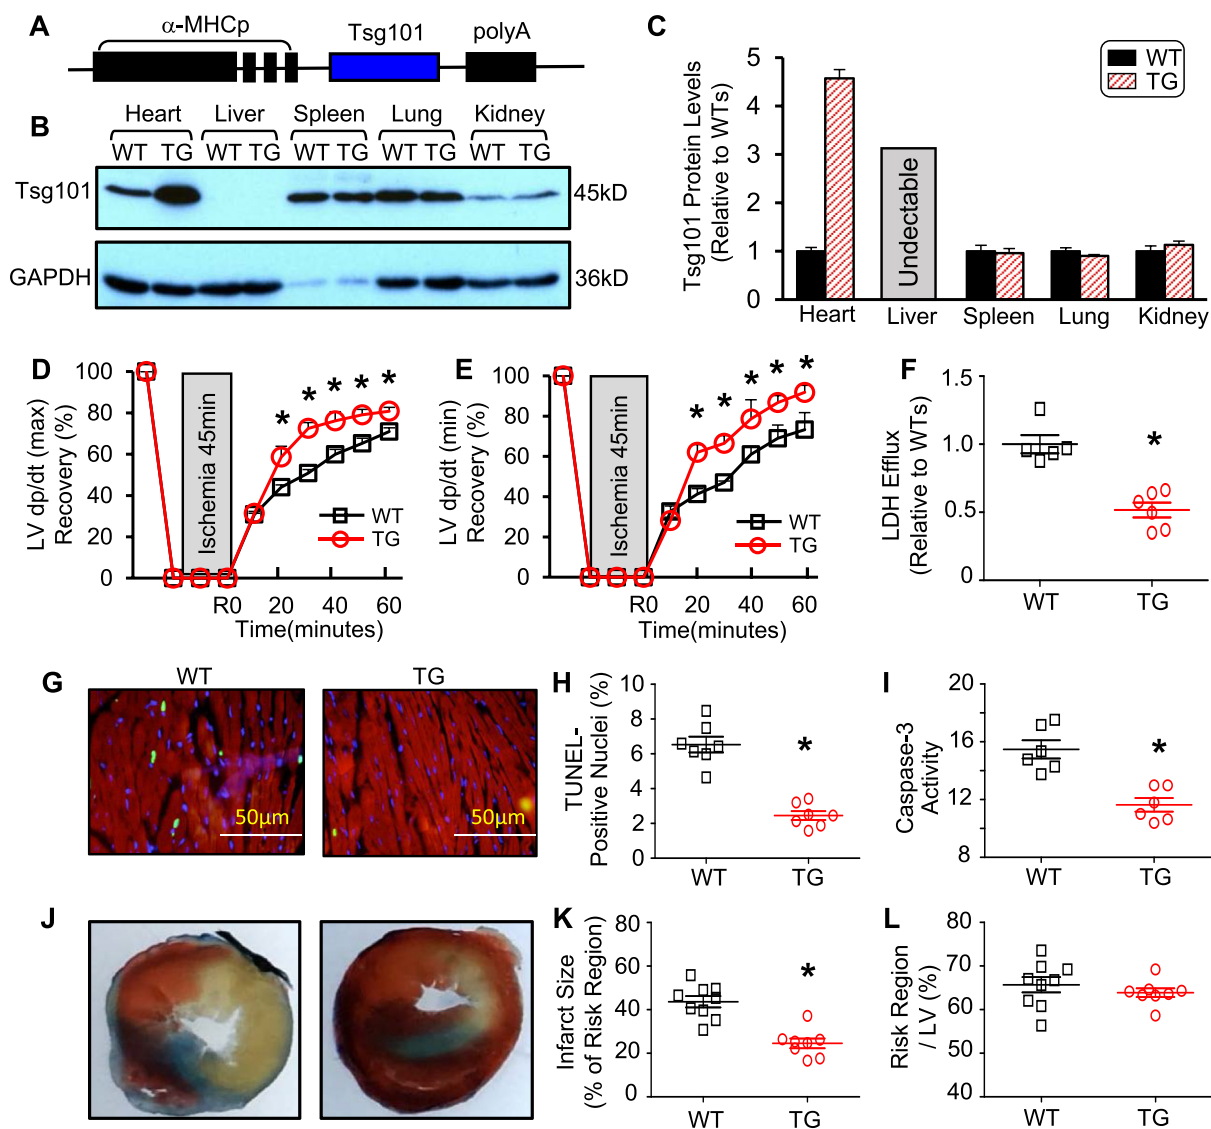 A
α-MHCp
Tsg101
polyA
B
Heart Liver Spleen Lung Kidney
WT TG WT TG WT TG WT TG WT TG
Tsg101
45kD
GAPDH
36kD
C
Tsg101 Protein Levels
(Relative to WTs)
5
4
3
2
1
0
WT
TG
Undectable
Heart Liver Spleen Lung Kidney
D
LV dp/dt (max)
Recovery (%)
100
80
60
40
20
0
Ischemia 45min
* * * * *
WT
TG
R0 20 40 60
Time(minutes)
E
LV dp/dt (min)
Recovery (%)
100
80
60
40
20
0
Ischemia 45min
* * * * *
WT
TG
R0 20 40 60
Time(minutes)
F
LDH Efflux
(Relative to WTs)
1.5
1.0
0.5
0
*
WT TG
G
WT
TG
50μm
50μm
H
TUNEL-
Positive Nuclei (%)
10
8
6
4
2
0
*
WT TG
I
Caspase-3
Activity
20
16
12
8
*
WT TG
J
K
Infarct Size
(% of Risk Region)
80
60
40
20
0
*
WT TG
L
Risk Region
/ LV (%)
80
70
60
50
40
WT TG